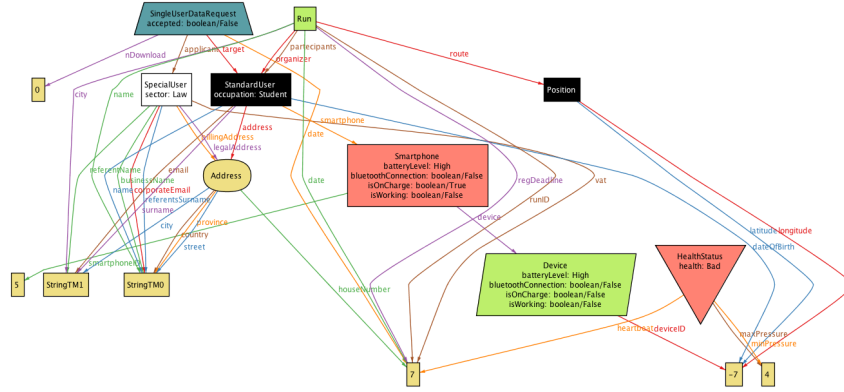 SingleUserDataRequest
accepted: boolean/False
Run
applicant
target
partecipants
organizer
route
nDownload
0
city
name
SpecialUser
sector: Law
StandardUser
occupation: Student
Position
smartphone
address
date
billingAddress
legalAddress
Smartphone
batteryLevel: High
bluetoothConnection: boolean/False
isOnCharge: boolean/True
isWorking: boolean/False
referentName
email
businessName
Address
date
regDeadline
vat
name
corporateEmail
referentsSurname
runID
surname
province
device
city
country
street
latitude
longitude
dateOfBirth
HealthStatus
health: Bad
smartphoneID
Device
batteryLevel: High
bluetoothConnection: boolean/False
isOnCharge: boolean/False
isWorking: boolean/False
5
StringTM1
StringTM0
houseNumber
heartbeat
deviceID
maxPressure
minPressure
7
-7
4